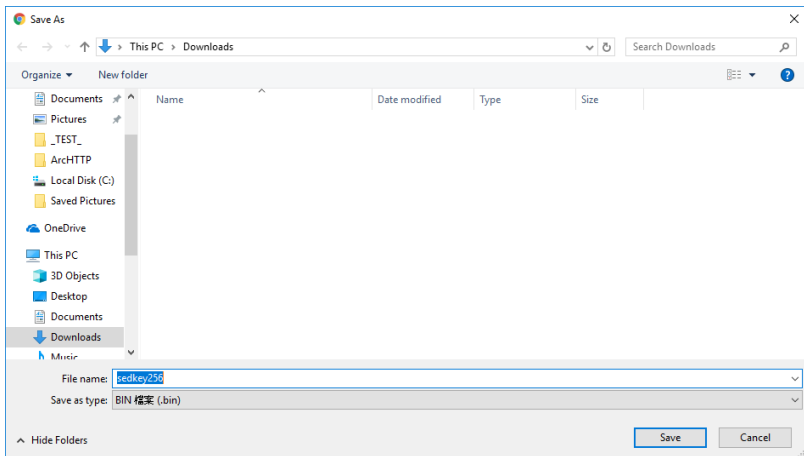 Save As
This PC > Downloads
Search Downloads
Organize
New folder
Name
Date modified
Type
Size
Documents
Pictures
_TEST_
ArcHTTP
Local Disk (C:)
Saved Pictures
OneDrive
This PC
3D Objects
Desktop
Documents
Downloads
Music
File name: sedkey256
Save as type: BIN 檔案 (.bin)
Hide Folders
Save
Cancel